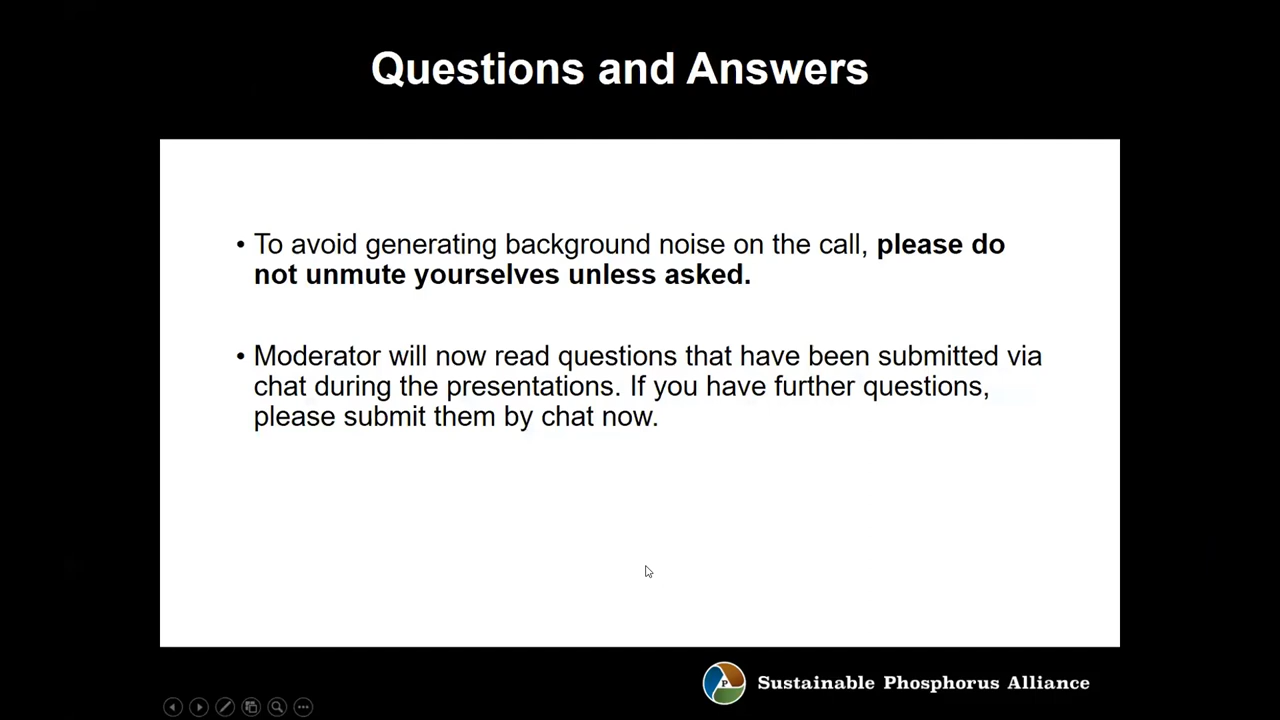 Questions and Answers
• To avoid generating background noise on the call, please do
not unmute yourselves unless asked.
• Moderator will now read questions that have been submitted via
chat during the presentations. If you have further questions,
please submit them by chat now.
P
Sustainable Phosphorus Alliance